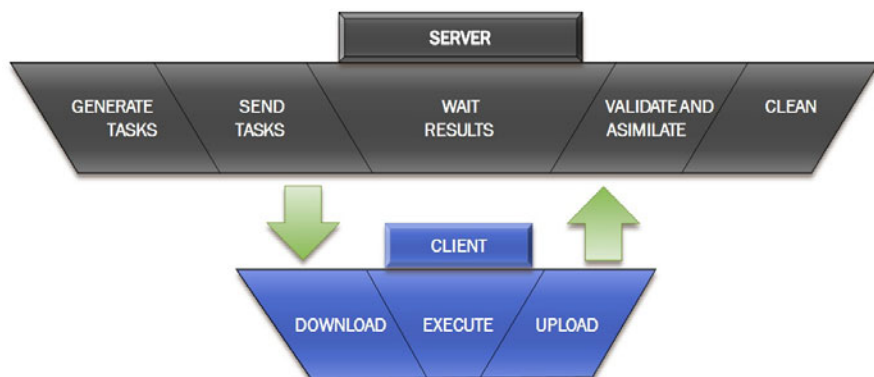 SERVER
GENERATE
TASKS
SEND
TASKS
WAIT
RESULTS
VALIDATE AND
ASIMILATE
CLEAN
CLIENT
DOWNLOAD
EXECUTE
UPLOAD